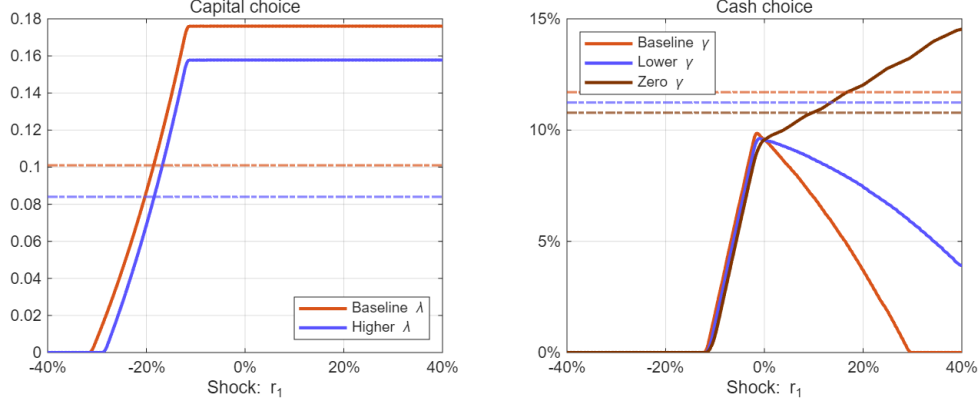 Capital choice
0.18
0.16
0.14
0.12
0.1
0.08
0.06
0.04
0.02
0
Baseline λ
Higher λ
-40% -20% 0% 20% 40%
Shock: r₁
Cash choice
15%
10%
5%
0%
Baseline γ
Lower γ
Zero γ
-40% -20% 0% 20% 40%
Shock: r₁